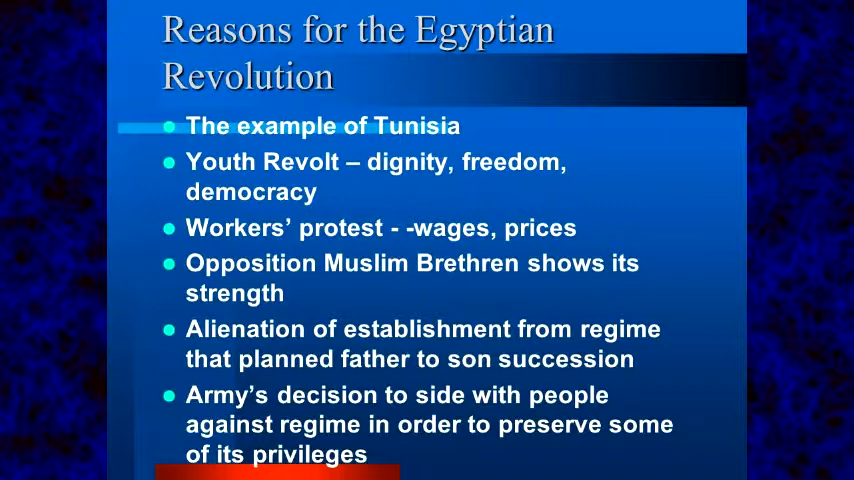 Reasons for the Egyptian
Revolution
The example of Tunisia
Youth Revolt – dignity, freedom,
democracy
Workers’ protest - -wages, prices
Opposition Muslim Brethren shows its
strength
Alienation of establishment from regime
that planned father to son succession
Army’s decision to side with people
against regime in order to preserve some
of its privileges